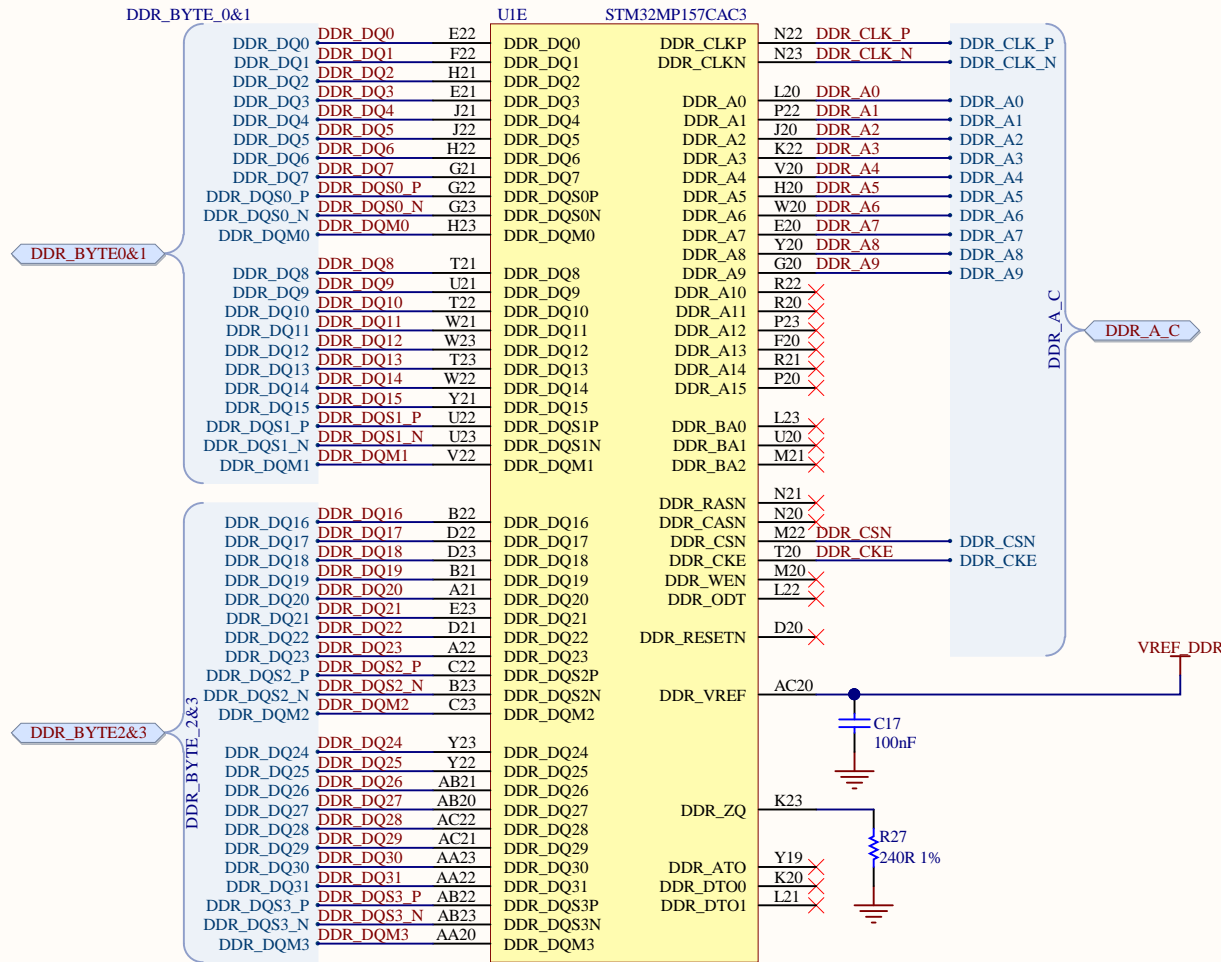 DDR_BYTE_0&1 U1E STM32MP157CAC3
DDR_DQ0 DDR_DQ0 E22 DDR_DQ0 DDR_CLKP N22 DDR_CLK_P DDR_CLK_P
DDR_DQ1 DDR_DQ1 F22 DDR_DQ1 DDR_CLKN N23 DDR_CLK_N DDR_CLK_N
DDR_DQ2 DDR_DQ2 H21 DDR_DQ2
DDR_DQ3 DDR_DQ3 E21 DDR_DQ3 DDR_A0 L20 DDR_A0 DDR_A0
DDR_DQ4 DDR_DQ4 J21 DDR_DQ4 DDR_A1 P22 DDR_A1 DDR_A1
DDR_DQ5 DDR_DQ5 J22 DDR_DQ5 DDR_A2 J20 DDR_A2 DDR_A2
DDR_DQ6 DDR_DQ6 H22 DDR_DQ6 DDR_A3 K22 DDR_A3 DDR_A3
DDR_DQ7 DDR_DQ7 G21 DDR_DQ7 DDR_A4 V20 DDR_A4 DDR_A4
DDR_DQS0_P DDR_DQS0_P G22 DDR_DQS0P DDR_A5 H20 DDR_A5 DDR_A5
DDR_DQS0_N DDR_DQS0_N G23 DDR_DQS0N DDR_A6 W20 DDR_A6 DDR_A6
DDR_DQM0 DDR_DQM0 H23 DDR_DQM0 DDR_A7 E20 DDR_A7 DDR_A7
DDR_BYTE0&1 DDR_A8 Y20 DDR_A8 DDR_A8
DDR_DQ8 DDR_DQ8 T21 DDR_DQ8 DDR_A9 G20 DDR_A9 DDR_A9
DDR_DQ9 DDR_DQ9 U21 DDR_DQ9 DDR_A10 R22
DDR_DQ10 DDR_DQ10 T22 DDR_DQ10 DDR_A11 R20
DDR_DQ11 DDR_DQ11 W21 DDR_DQ11 DDR_A12 P23 DDR_A_C DDR_A_C
DDR_DQ12 DDR_DQ12 W23 DDR_DQ12 DDR_A13 F20
DDR_DQ13 DDR_DQ13 T23 DDR_DQ13 DDR_A14 R21
DDR_DQ14 DDR_DQ14 W22 DDR_DQ14 DDR_A15 P20
DDR_DQ15 DDR_DQ15 Y21 DDR_DQ15
DDR_DQS1_P DDR_DQS1_P U22 DDR_DQS1P DDR_BA0 L23
DDR_DQS1_N DDR_DQS1_N U23 DDR_DQS1N DDR_BA1 U20
DDR_DQM1 DDR_DQM1 V22 DDR_DQM1 DDR_BA2 M21
DDR_RASN N21
DDR_DQ16 DDR_DQ16 B22 DDR_DQ16 DDR_CASN N20
DDR_DQ17 DDR_DQ17 D22 DDR_DQ17 DDR_CSN M22 DDR_CSN DDR_CSN
DDR_DQ18 DDR_DQ18 D23 DDR_DQ18 DDR_CKE T20 DDR_CKE DDR_CKE
DDR_DQ19 DDR_DQ19 B21 DDR_DQ19 DDR_WEN M20
DDR_DQ20 DDR_DQ20 A21 DDR_DQ20 DDR_ODT L22
DDR_DQ21 DDR_DQ21 E23 DDR_DQ21
DDR_DQ22 DDR_DQ22 D21 DDR_DQ22 DDR_RESETN D20
DDR_DQ23 DDR_DQ23 A22 DDR_DQ23 VREF_DDR
DDR_DQS2_P DDR_DQS2_P C22 DDR_DQS2P
DDR_DQS2_N DDR_DQS2_N B23 DDR_DQS2N DDR_VREF AC20
DDR_DQM2 DDR_DQM2 C23 DDR_DQM2 C17
DDR_BYTE2&3 DDR_BYTE_2&3 100nF
DDR_DQ24 DDR_DQ24 Y23 DDR_DQ24
DDR_DQ25 DDR_DQ25 Y22 DDR_DQ25
DDR_DQ26 DDR_DQ26 AB21 DDR_DQ26
DDR_DQ27 DDR_DQ27 AB20 DDR_DQ27 DDR_ZQ K23
DDR_DQ28 DDR_DQ28 AC22 DDR_DQ28 R27
DDR_DQ29 DDR_DQ29 AC21 DDR_DQ29 240R 1%
DDR_DQ30 DDR_DQ30 AA23 DDR_DQ30 DDR_ATO Y19
DDR_DQ31 DDR_DQ31 AA22 DDR_DQ31 DDR_DTO0 K20
DDR_DQS3_P DDR_DQS3_P AB22 DDR_DQS3P DDR_DTO1 L21
DDR_DQS3_N DDR_DQS3_N AB23 DDR_DQS3N
DDR_DQM3 DDR_DQM3 AA20 DDR_DQM3